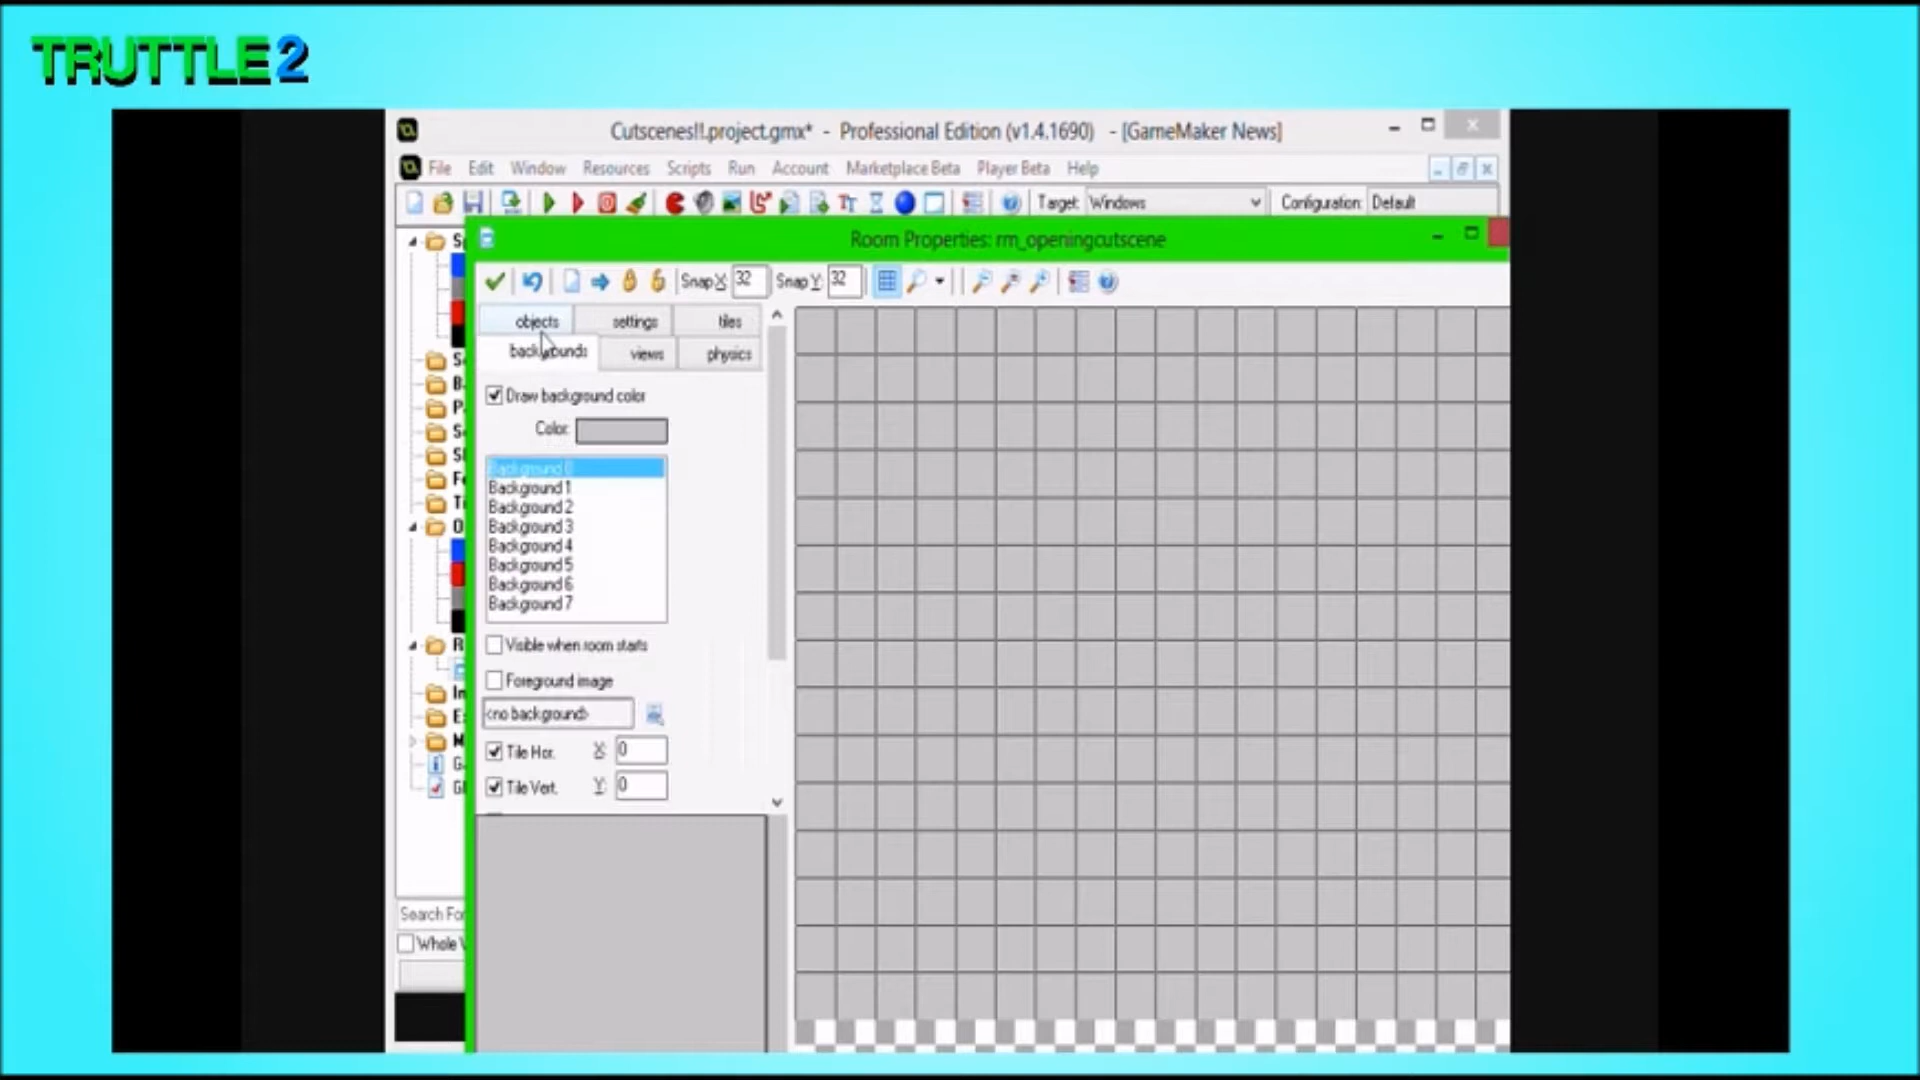 TRUTTLE2
Cutscenes!!.project.gmx* - Professional Edition (v1.4.1690) - [GameMaker News]
File Edit Window Resources Scripts Run Account Marketplace Beta Player Beta Help
Target: Windows Configuration: Default
Room Properties: rm_openingcutscene
Snap X: 32 Snap Y: 32
objects settings tiles
backgrounds views physics
Draw background color
Color:
Background 0
Background 1
Background 2
Background 3
Background 4
Background 5
Background 6
Background 7
Visible when room starts
Foreground image
<no background>
Tile Hor. X: 0
Tile Vert. Y: 0
Search For
Whole